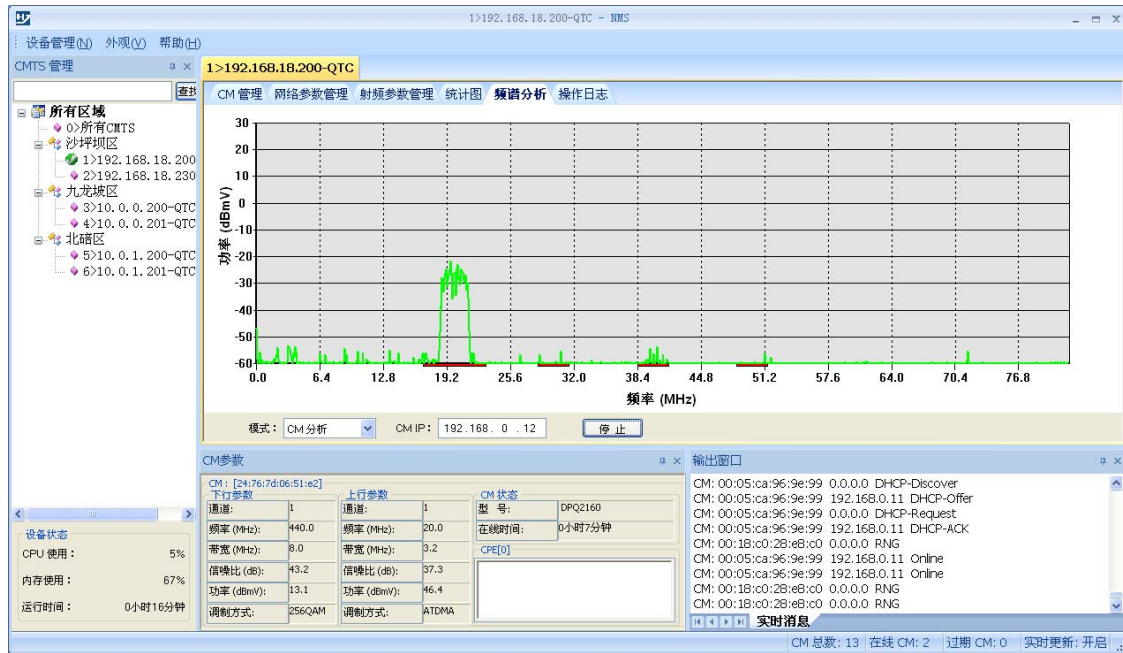 1>192.168.18.200-QTC - NMS
设备管理(N) 外观(V) 帮助(H)
CMTS 管理
查找
所有区域
0>所有CMTS
沙坪坝区
1>192.168.18.200
2>192.168.18.230
九龙坡区
3>10.0.0.200-QTC
4>10.0.0.201-QTC
北碚区
5>10.0.1.200-QTC
6>10.0.1.201-QTC
设备状态
CPU 使用： 5%
内存使用： 67%
运行时间： 0小时16分钟
1>192.168.18.200-QTC
CM 管理 网络参数管理 射频参数管理 统计图 频谱分析 操作日志
30
20
10
0
-10
-20
-30
-40
-50
-60
功率 (dBmV)
0.0 6.4 12.8 19.2 25.6 32.0 38.4 44.8 51.2 57.6 64.0 70.4 76.8
频率 (MHz)
模式： CM 分析 CM IP： 192.168. 0 .12 停 止
CM参数
CM : [24:76:7d:06:51:e2]
下行参数
通道: 1
频率 (MHz): 440.0
带宽 (MHz): 8.0
信噪比 (dB): 43.2
功率 (dBmV): 13.1
调制方式: 256QAM
上行参数
通道: 1
频率 (MHz): 20.0
带宽 (MHz): 3.2
信噪比 (dB): 37.3
功率 (dBmV): 46.4
调制方式: ATDMA
CM 状态
型 号: DPQ2160
在线时间: 0小时7分钟
CPE[0]
输出窗口
CM: 00:05:ca:96:9e:99 0.0.0.0 DHCP-Discover
CM: 00:05:ca:96:9e:99 192.168.0.11 DHCP-Offer
CM: 00:05:ca:96:9e:99 0.0.0.0 DHCP-Request
CM: 00:05:ca:96:9e:99 192.168.0.11 DHCP-ACK
CM: 00:18:c0:28:e8:c0 0.0.0.0 RNG
CM: 00:05:ca:96:9e:99 192.168.0.11 Online
CM: 00:05:ca:96:9e:99 192.168.0.11 Online
CM: 00:18:c0:28:e8:c0 0.0.0.0 RNG
CM: 00:18:c0:28:e8:c0 0.0.0.0 RNG
实时消息
CM 总数: 13 在线 CM: 2 过期 CM: 0 实时更新: 开启